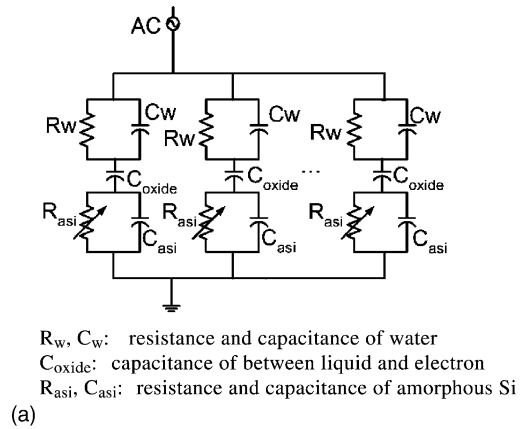 AC
Rw Cw Rw Cw Rw Cw
Coxide Coxide ... Coxide
Rasi Casi Rasi Casi Rasi Casi
Rw, Cw: resistance and capacitance of water
Coxide: capacitance of between liquid and electron
Rasi, Casi: resistance and capacitance of amorphous Si
(a)